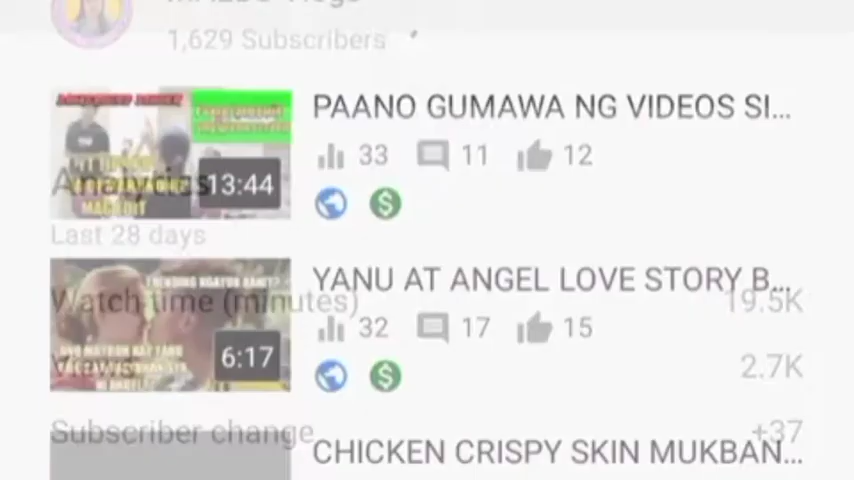 1,629 Subscribers
PAANO GUMAWA NG VIDEOS SI...
33 11 12
13:44
Analytics
Last 28 days
YANU AT ANGEL LOVE STORY B...
Watch time (minutes) 19.5K
32 17 15
6:17
Views 2.7K
Subscriber change +37
CHICKEN CRISPY SKIN MUKBAN...